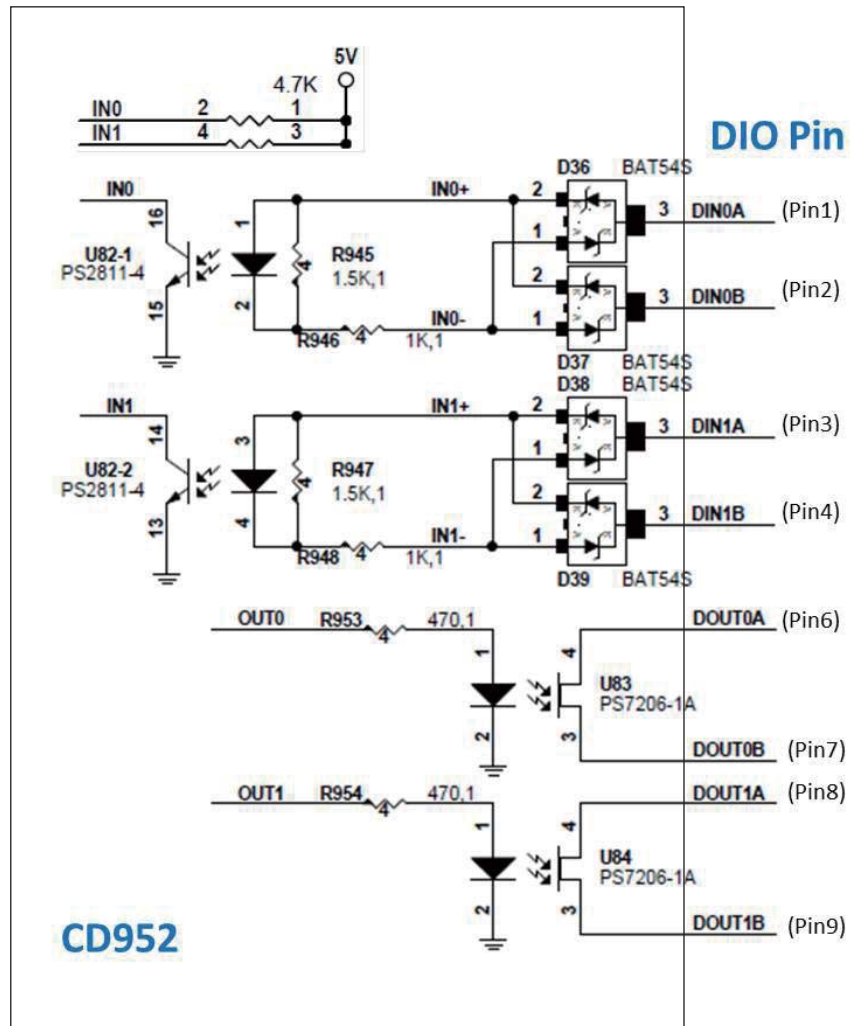 5V
4.7K
IN0 2 1
IN1 4 3
DIO Pin
D36 BAT54S
IN0 IN0+ 2
16 1 3 DIN0A (Pin1)
U82-1 R945 1
PS2811-4 4 1.5K,1 2
15 2 3 DIN0B (Pin2)
IN0- 1
R946 4 1K,1
D37 BAT54S
D38 BAT54S
IN1 IN1+ 2
14 3 3 DIN1A (Pin3)
U82-2 R947 1
PS2811-4 4 1.5K,1 2
13 4 3 DIN1B (Pin4)
IN1- 1
R948 4 1K,1
D39 BAT54S
OUT0 R953 4 470,1 DOUT0A (Pin6)
1 4
U83
PS7206-1A
2 3
DOUT0B (Pin7)
OUT1 R954 4 470,1 DOUT1A (Pin8)
1 4
U84
PS7206-1A
2 3
DOUT1B (Pin9)
CD952